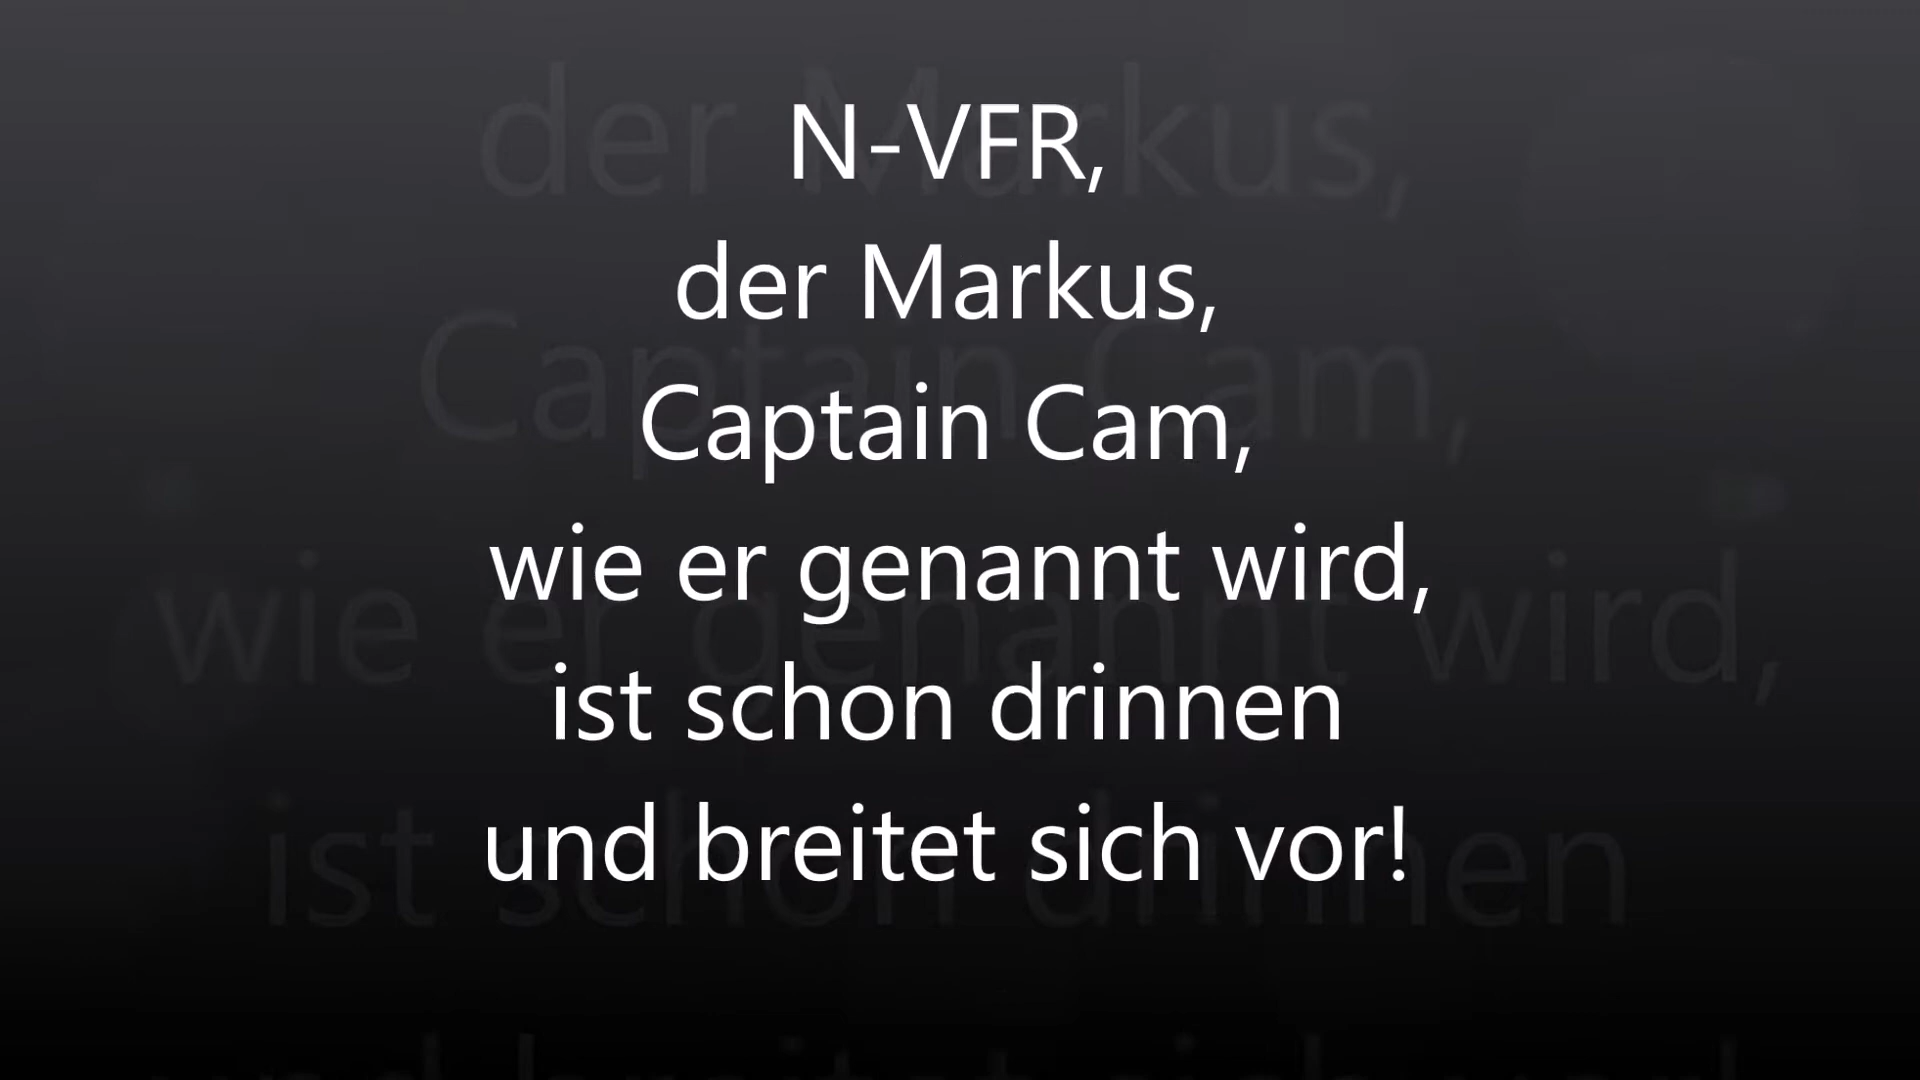 N-VFR,
der Markus,
Captain Cam,
wie er genannt wird,
ist schon drinnen
und breitet sich vor!